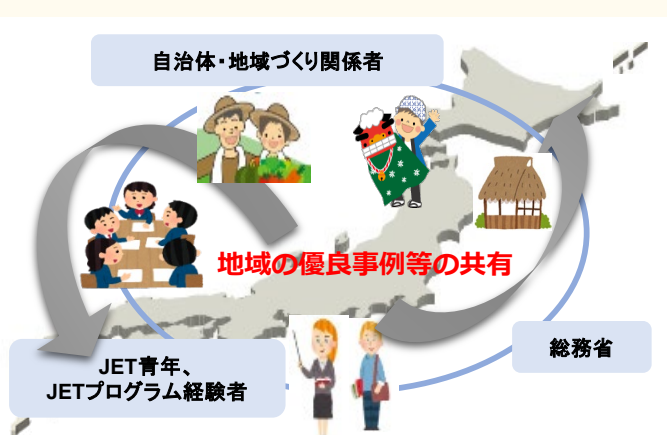 自治体・地域づくり関係者
地域の優良事例等の共有
総務省
JET青年、
JETプログラム経験者